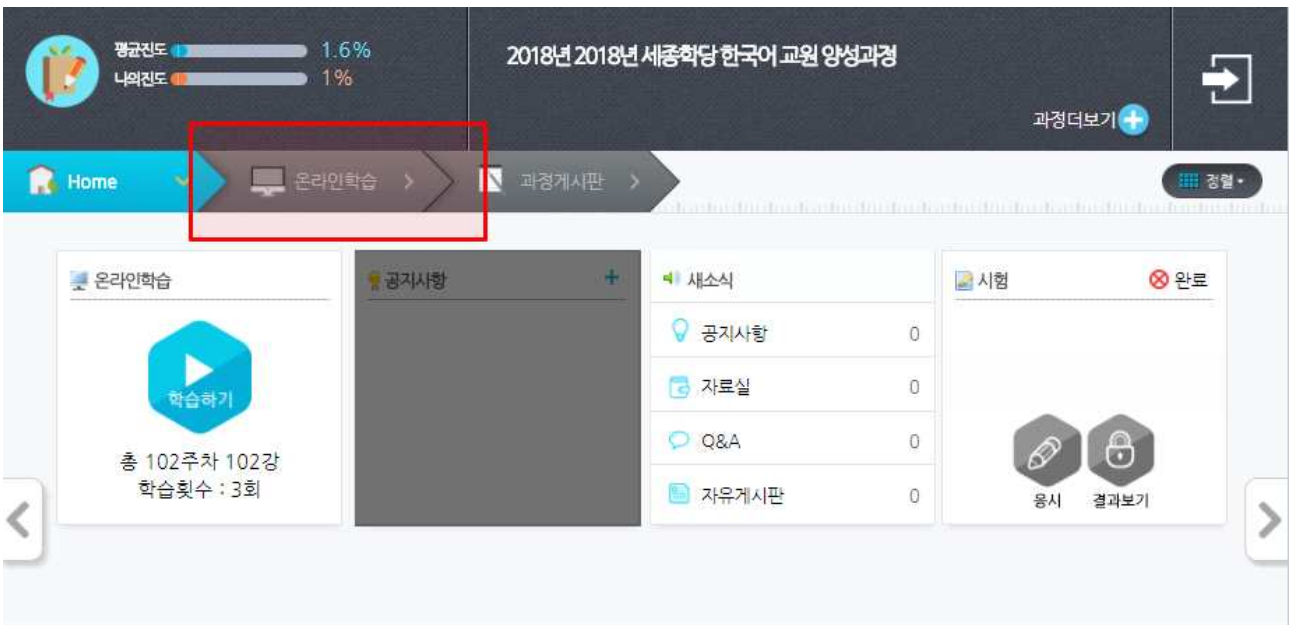 평균진도 1.6%
나의진도 1%
2018년 2018년 세종학당 한국어 교원 양성과정
과정더보기
Home
온라인학습
과정게시판
정렬
온라인학습
학습하기
총 102주차 102강
학습횟수 : 3회
공지사항
새소식
공지사항 0
자료실 0
Q&A 0
자유게시판 0
시험
완료
응시
결과보기